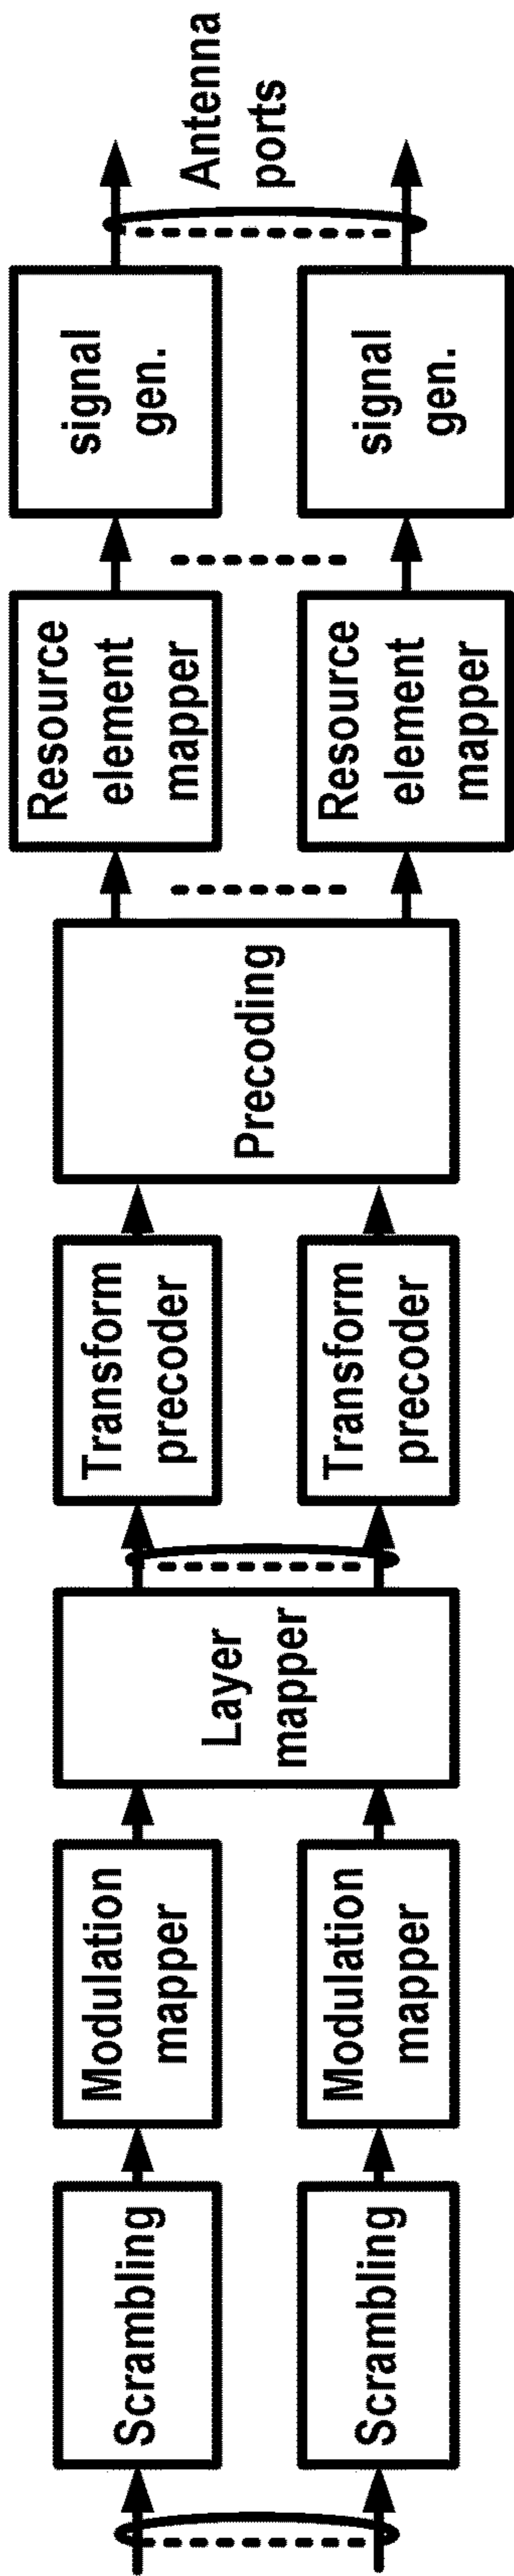 Scrambling
Modulation
mapper
Layer
mapper
Transform
precoder
Precoding
Resource
element
mapper
signal
gen.
Antenna
ports
Scrambling
Modulation
mapper
Transform
precoder
Resource
element
mapper
signal
gen.